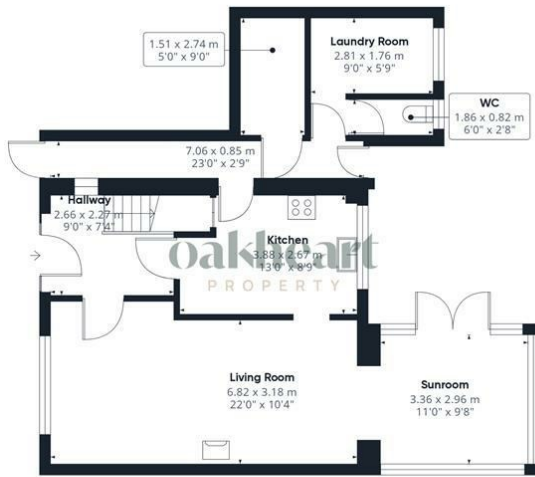 1.51 x 2.74 m
5'0" x 9'0"
Laundry Room
2.81 x 1.76 m
9'0" x 5'9"
WC
1.86 x 0.82 m
6'0" x 2'8"
7.06 x 0.85 m
23'0" x 2'9"
Hallway
2.66 x 2.27 m
9'0" x 7'4"
Kitchen
3.88 x 2.67 m
13'0" x 8'9"
oakheart
PROPERTY
Living Room
6.82 x 3.18 m
22'0" x 10'4"
Sunroom
3.36 x 2.96 m
11'0" x 9'8"